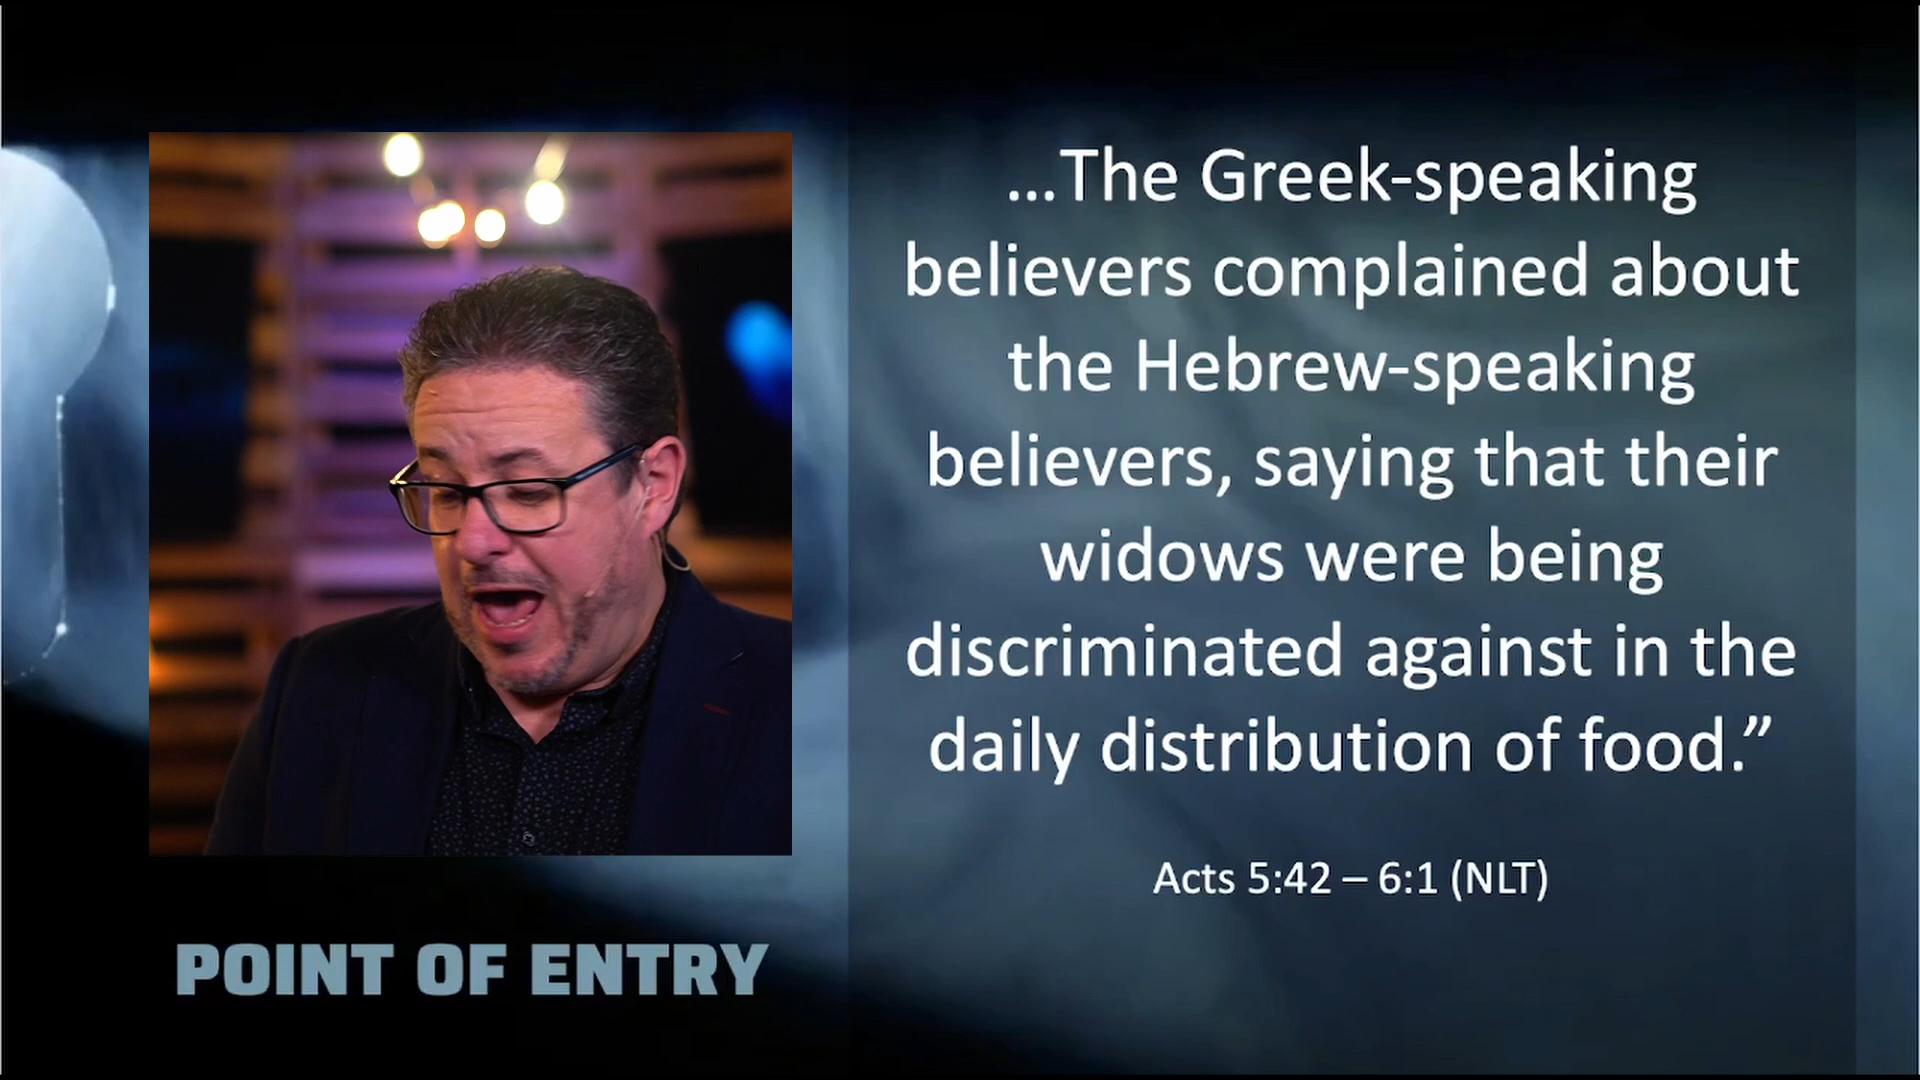 ...The Greek-speaking
believers complained about
the Hebrew-speaking
believers, saying that their
widows were being
discriminated against in the
daily distribution of food.”
Acts 5:42 – 6:1 (NLT)
POINT OF ENTRY